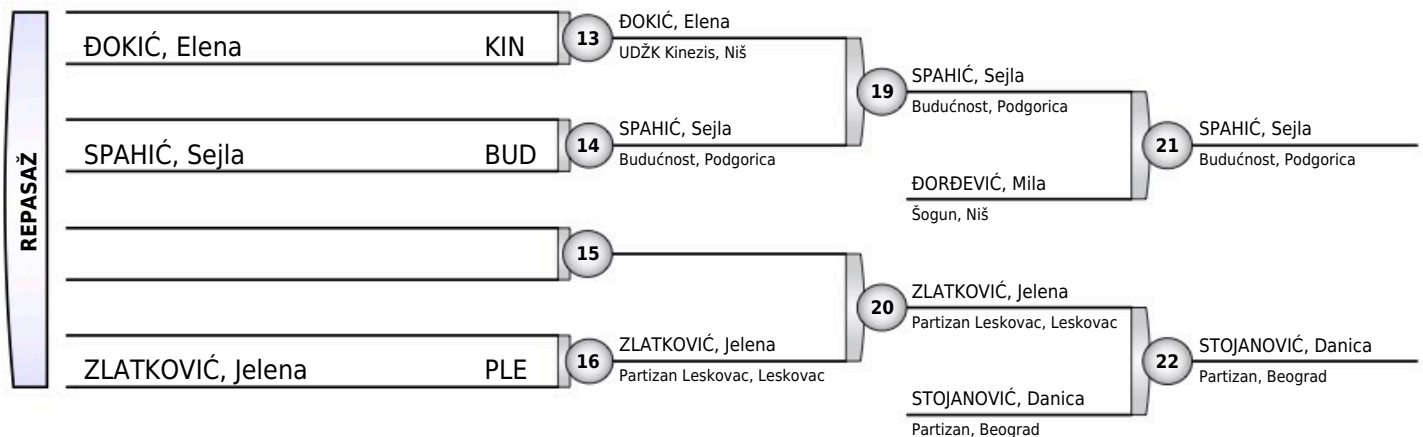 REPASAŽ
ĐOKIĆ, Elena KIN
13
ĐOKIĆ, Elena
UDŽK Kinezis, Niš
SPAHIĆ, Sejla BUD
14
SPAHIĆ, Sejla
Budućnost, Podgorica
15
ZLATKOVIĆ, Jelena PLE
16
ZLATKOVIĆ, Jelena
Partizan Leskovac, Leskovac
19
SPAHIĆ, Sejla
Budućnost, Podgorica
ĐORĐEVIĆ, Mila
Šogun, Niš
20
ZLATKOVIĆ, Jelena
Partizan Leskovac, Leskovac
STOJANOVIĆ, Danica
Partizan, Beograd
21
SPAHIĆ, Sejla
Budućnost, Podgorica
22
STOJANOVIĆ, Danica
Partizan, Beograd